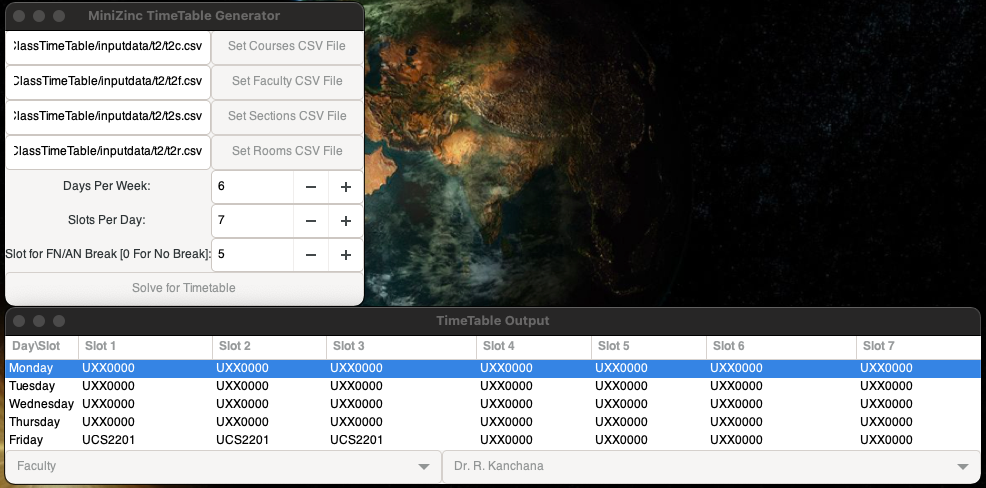 MiniZinc TimeTable Generator
ClassTimeTable/inputdata/t2/t2c.csv Set Courses CSV File
ClassTimeTable/inputdata/t2/t2f.csv Set Faculty CSV File
ClassTimeTable/inputdata/t2/t2s.csv Set Sections CSV File
ClassTimeTable/inputdata/t2/t2r.csv Set Rooms CSV File
Days Per Week: 6 − +
Slots Per Day: 7 − +
Slot for FN/AN Break [0 For No Break]: 5 − +
Solve for Timetable
TimeTable Output
Day\Slot Slot 1 Slot 2 Slot 3 Slot 4 Slot 5 Slot 6 Slot 7
Monday UXX0000 UXX0000 UXX0000 UXX0000 UXX0000 UXX0000 UXX0000
Tuesday UXX0000 UXX0000 UXX0000 UXX0000 UXX0000 UXX0000 UXX0000
Wednesday UXX0000 UXX0000 UXX0000 UXX0000 UXX0000 UXX0000 UXX0000
Thursday UXX0000 UXX0000 UXX0000 UXX0000 UXX0000 UXX0000 UXX0000
Friday UCS2201 UCS2201 UCS2201 UXX0000 UXX0000 UXX0000 UXX0000
Faculty Dr. R. Kanchana